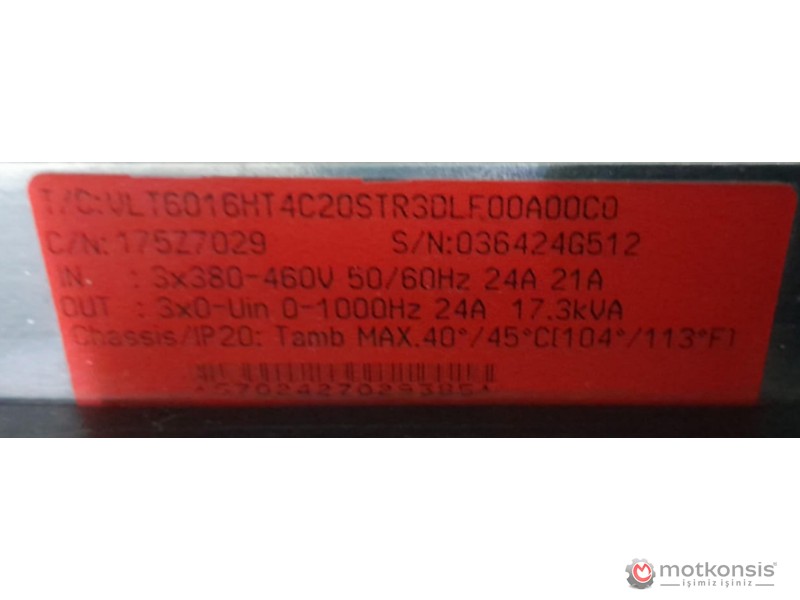 T/C:VLT6016HT4C20STR3DLF00A00C0
C/N: 175Z7029 S/N:036424G512
IN : 3x380-460V 50/60Hz 24A 21A
OUT : 3x0-Uin 0-1000Hz 24A 17.3kVA
Chassis/IP20: Tamb MAX.40°/45°C[104°/113°F]
*5702427029385*
motkonsis
işimiz işiniz